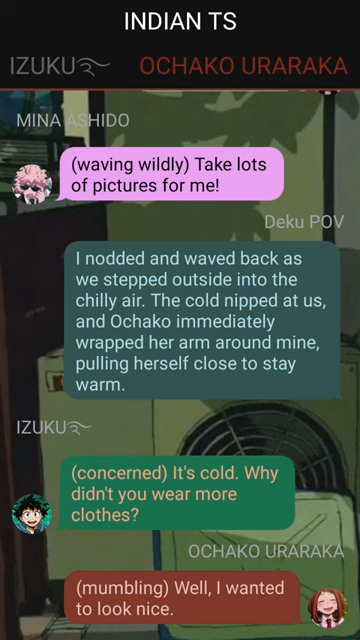 INDIAN TS
IZUKU࿐ OCHAKO URARAKA
MINA ASHIDO
(waving wildly) Take lots
of pictures for me!
Deku POV
I nodded and waved back as
we stepped outside into the
chilly air. The cold nipped at us,
and Ochako immediately
wrapped her arm around mine,
pulling herself close to stay
warm.
IZUKU࿐
(concerned) It's cold. Why
didn't you wear more
clothes?
OCHAKO URARAKA
(mumbling) Well, I wanted
to look nice.